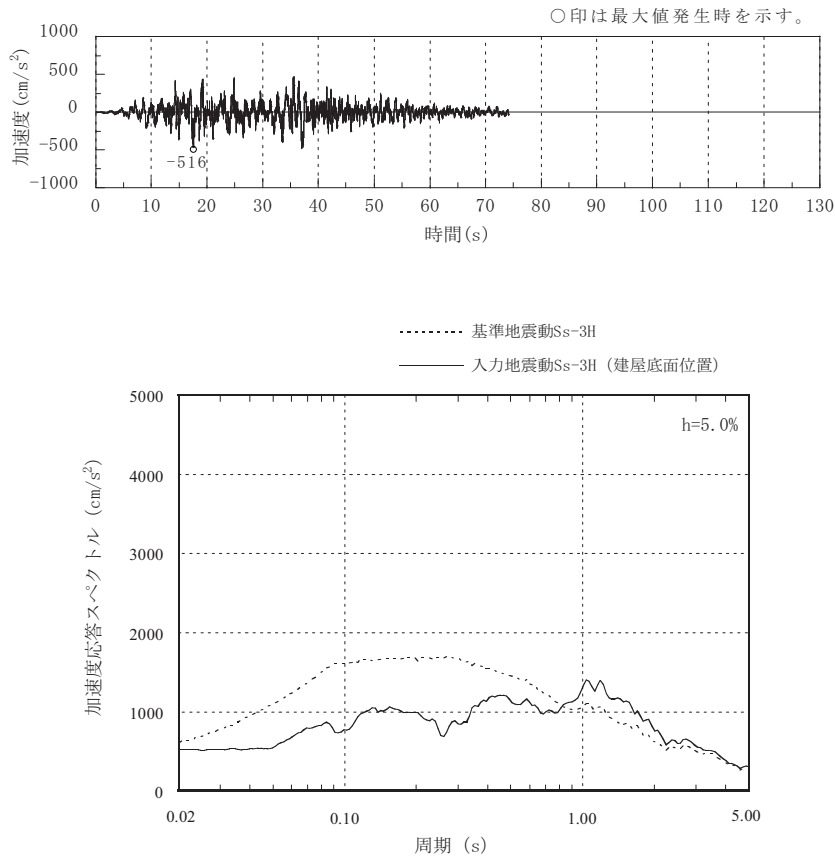 ○印は最大値発生時を示す。
加速度(cm/s²)
1000
500
0
-500
-1000
-516
0 10 20 30 40 50 60 70 80 90 100 110 120 130
時間(s)
基準地震動Ss-3H
入力地震動Ss-3H (建屋底面位置)
加速度応答スペクトル (cm/s²)
5000
4000
3000
2000
1000
0
h=5.0%
0.02 0.10 1.00 5.00
周期 (s)